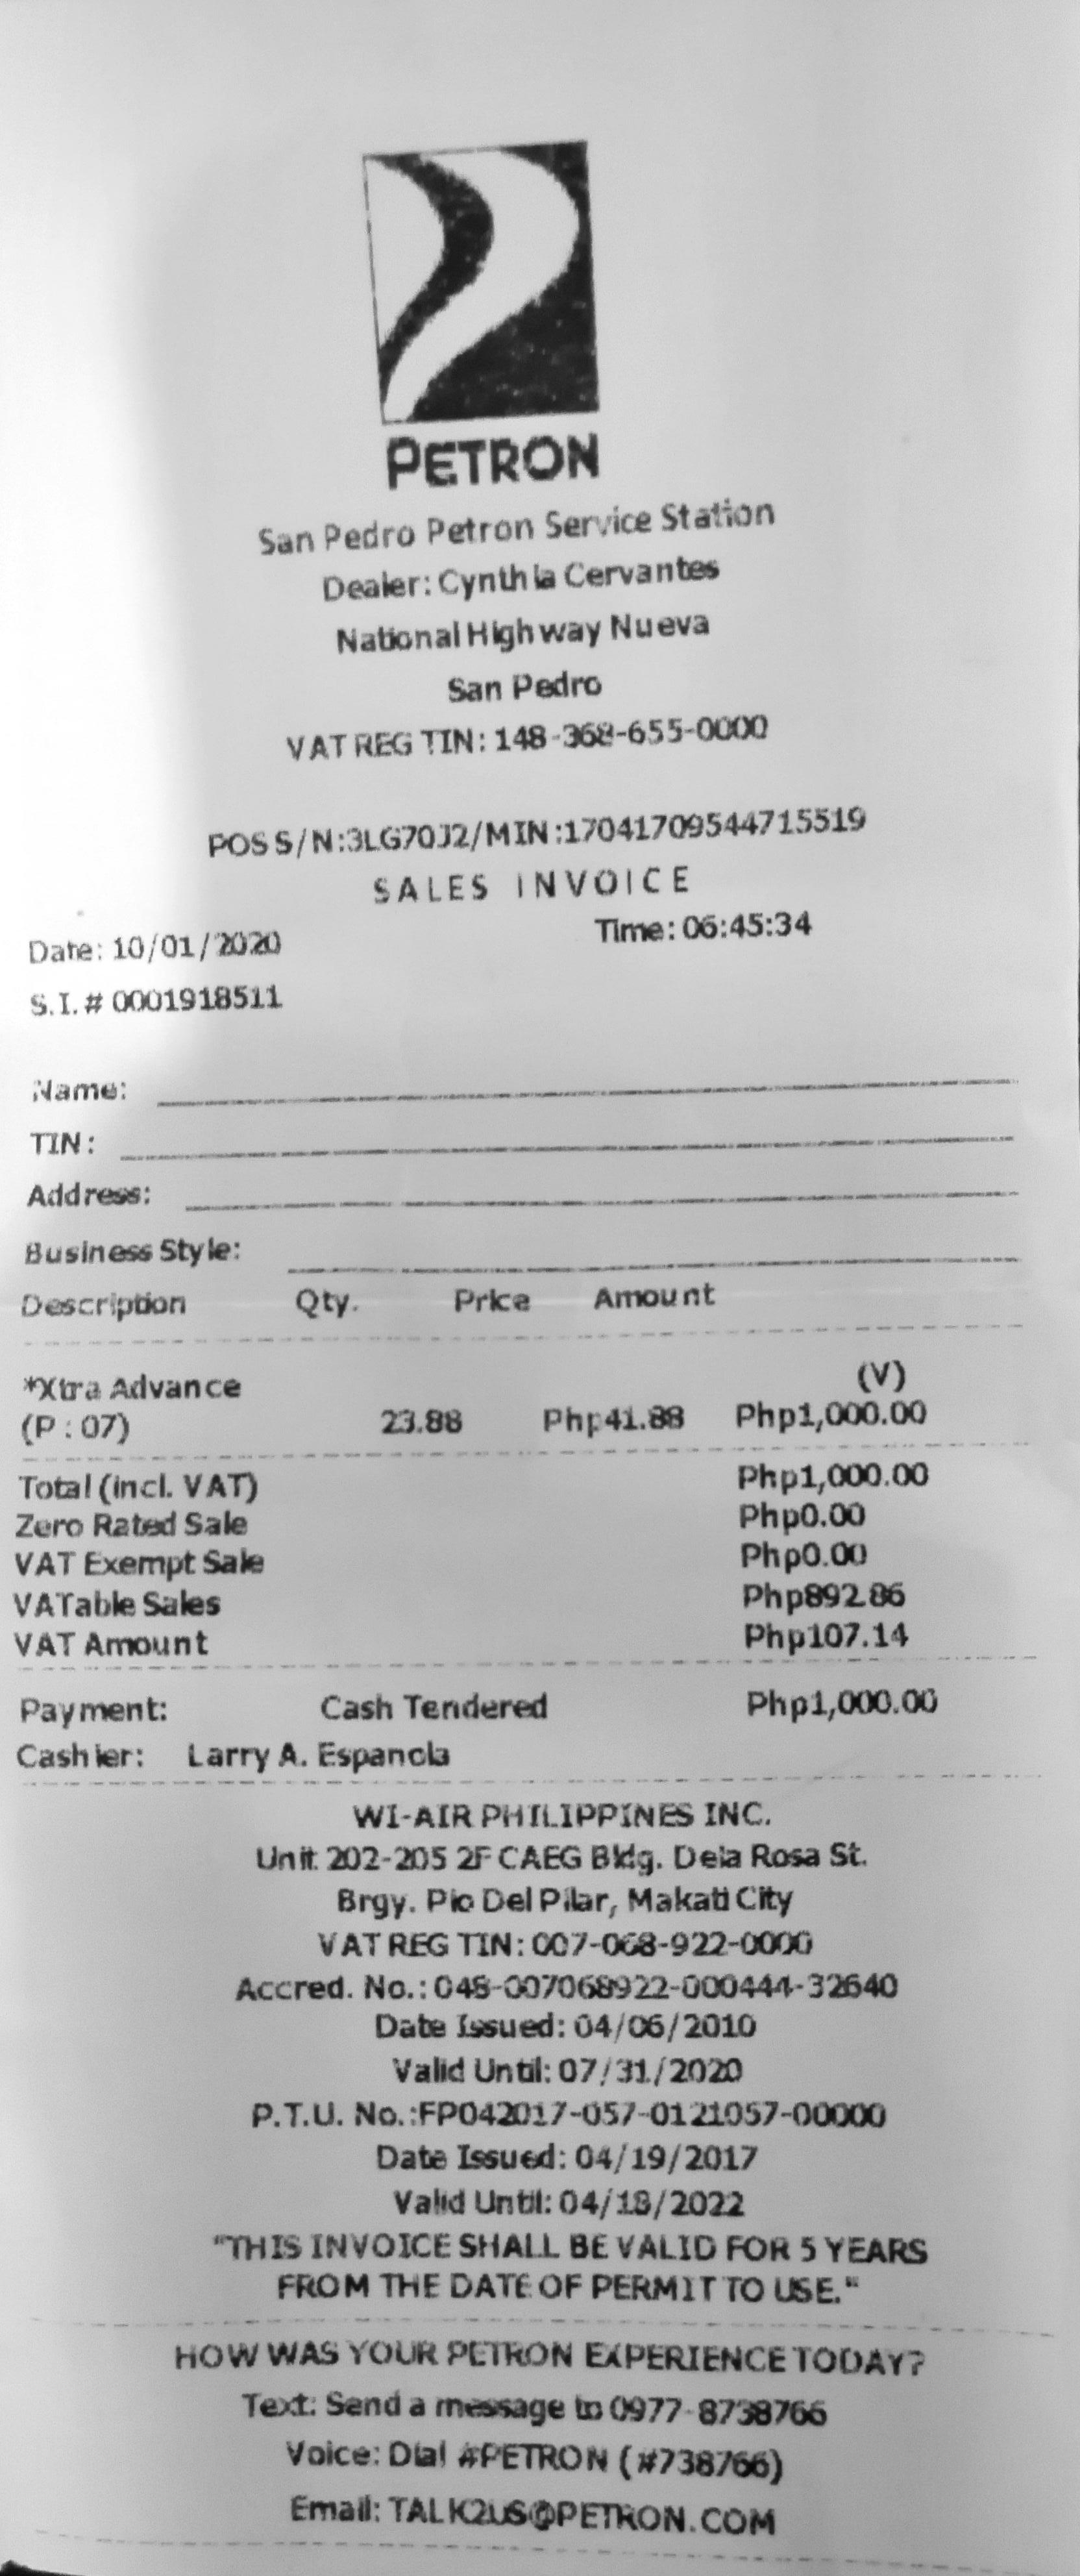 PETRON
San Pedro Petron Service Station
Dealer: Cynthia Cervantes
National Highway Nueva
San Pedro
VAT REG TIN: 148-368-655-0000
POS S/N:3LG70J2/MIN:17041709544715519
SALES INVOICE
Date: 10/01/2020 Time: 06:45:34
S.I.# 0001918511
Name:
TIN:
Address:
Business Style:
Description Qty. Price Amount
*Xtra Advance (V)
(P : 07) 23.88 Php41.88 Php1,000.00
Total (incl. VAT) Php1,000.00
Zero Rated Sale Php0.00
VAT Exempt Sale Php0.00
VATable Sales Php892.86
VAT Amount Php107.14
Payment: Cash Tendered Php1,000.00
Cashier: Larry A. Espanola
WI-AIR PHILIPPINES INC.
Unit 202-205 2F CAEG Bldg. Dela Rosa St.
Brgy. Pio Del Pilar, Makati City
VAT REG TIN: 007-068-922-0000
Accred. No.: 048-007068922-000444-32640
Date Issued: 04/06/2010
Valid Until: 07/31/2020
P.T.U. No.:FP042017-057-0121057-00000
Date Issued: 04/19/2017
Valid Until: 04/18/2022
"THIS INVOICE SHALL BE VALID FOR 5 YEARS
FROM THE DATE OF PERMIT TO USE."
HOW WAS YOUR PETRON EXPERIENCE TODAY?
Text: Send a message to 0977-8738766
Voice: Dial #PETRON (#738766)
Email: TALK2US@PETRON.COM